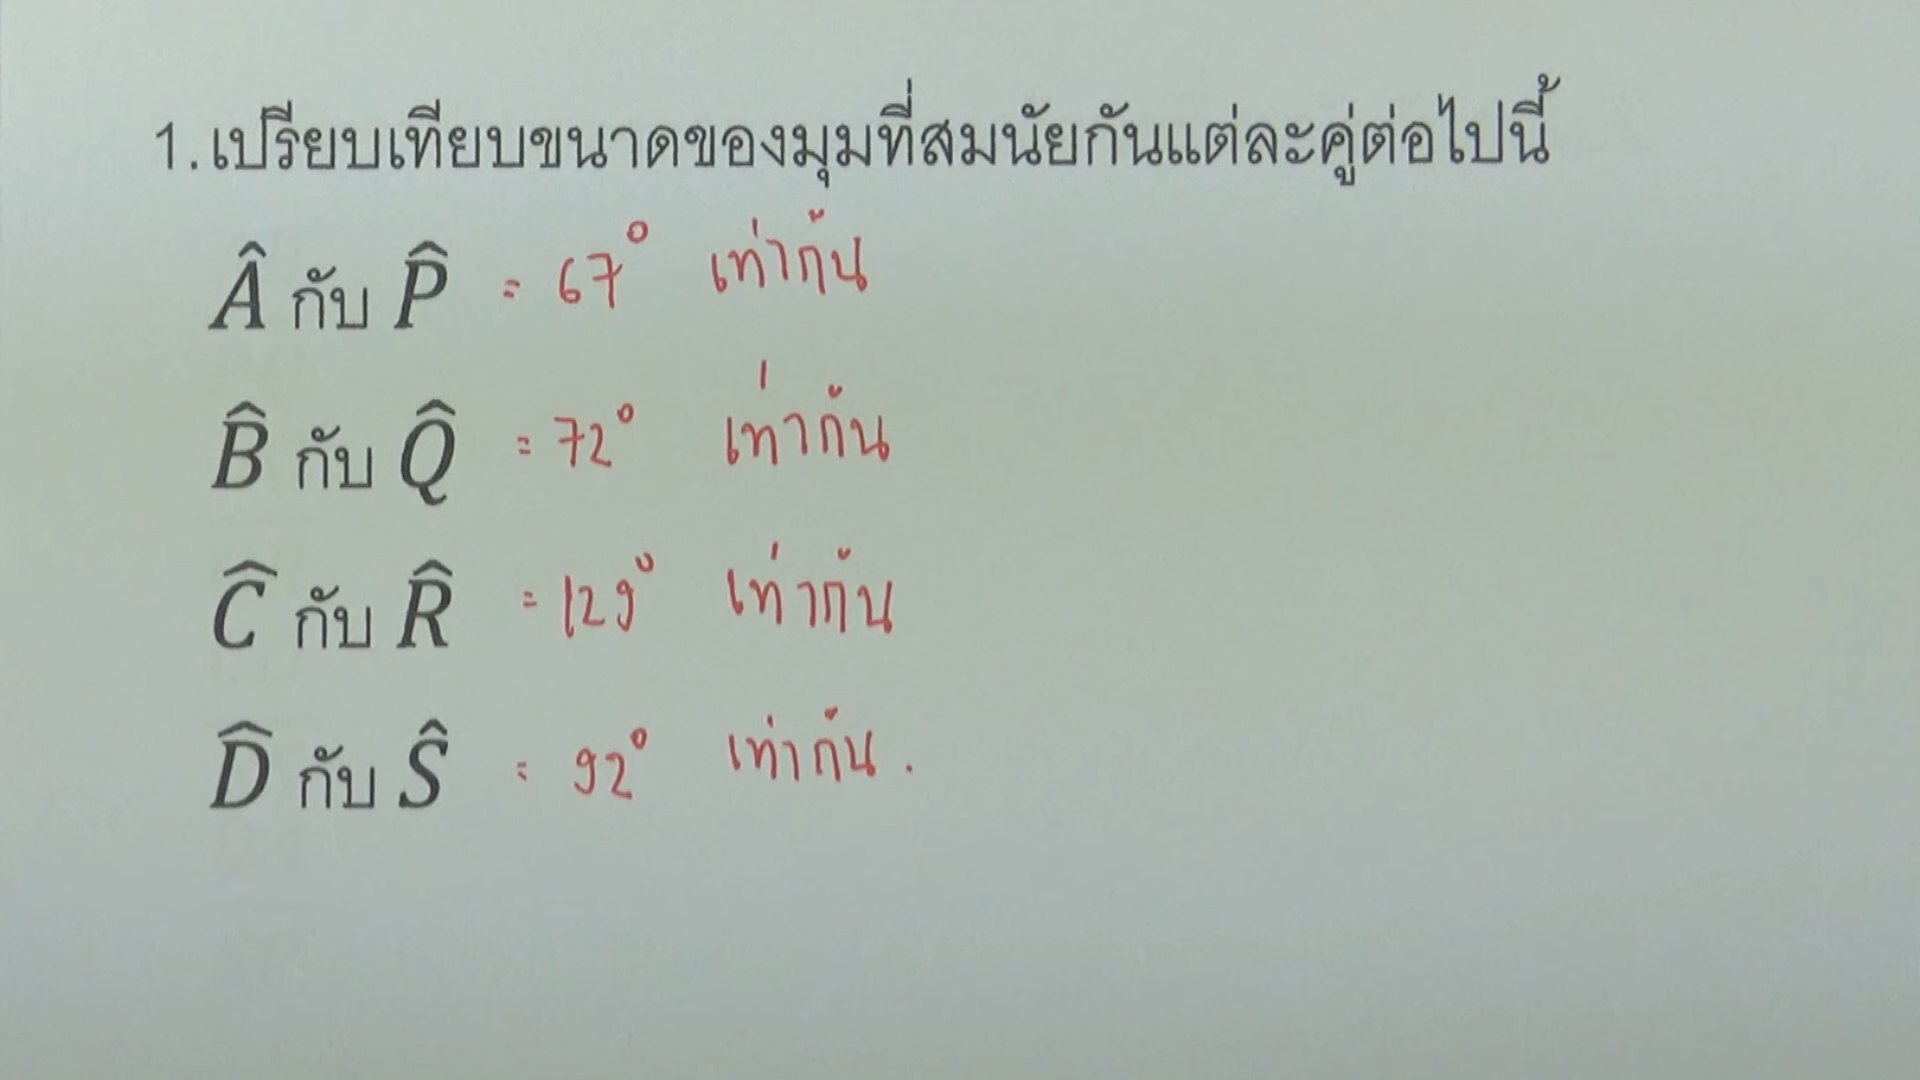 1. เปรียบเทียบขนาดของมุมที่สมนัยกันแต่ละคู่ต่อไปนี้
Â กับ P̂ = 67° เท่ากัน
B̂ กับ Q̂ = 72° เท่ากัน
Ĉ กับ R̂ = 129° เท่ากัน
D̂ กับ Ŝ = 92° เท่ากัน.